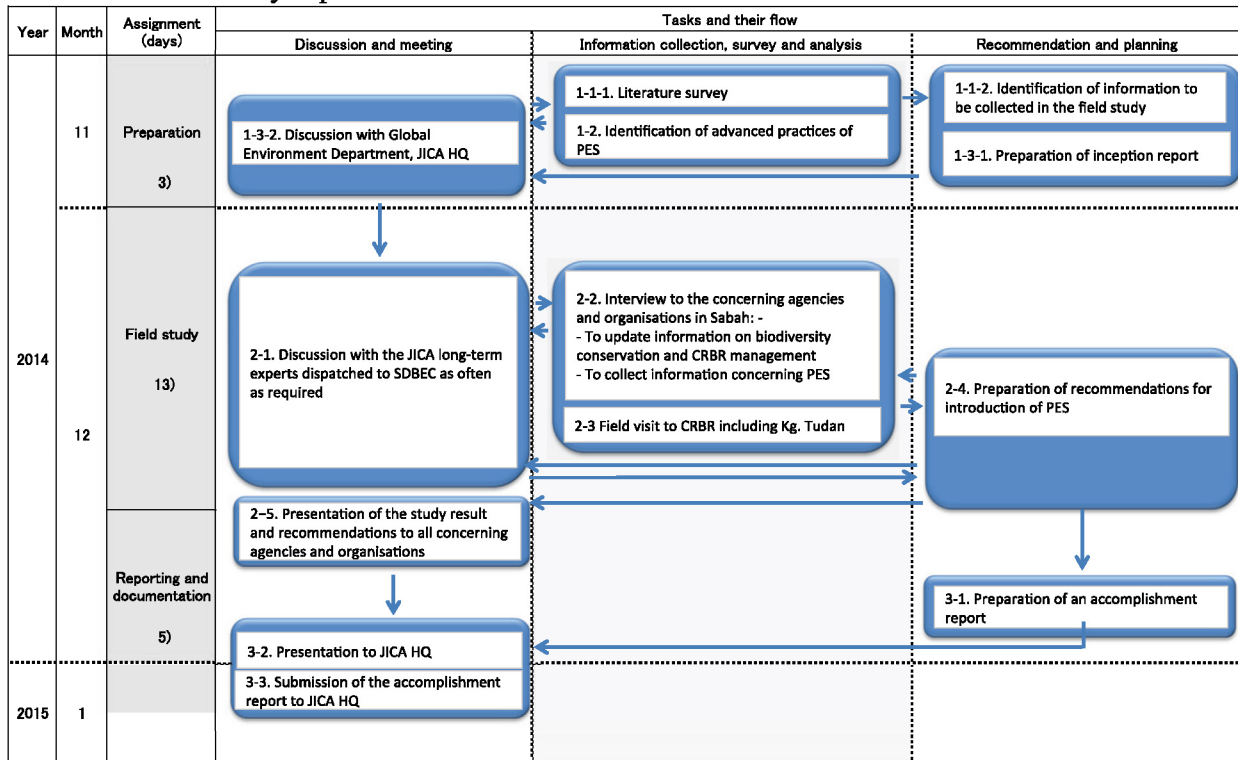 Year
Month
Assignment
(days)
Tasks and their flow
Discussion and meeting
Information collection, survey and analysis
Recommendation and planning
2014
11
Preparation
3)
1-3-2. Discussion with Global
Environment Department, JICA HQ
1-1-1. Literature survey
1-2. Identification of advanced practices of
PES
1-1-2. Identification of information to
be collected in the field study
1-3-1. Preparation of inception report
12
Field study
13)
2-1. Discussion with the JICA long-term
experts dispatched to SDBEC as often
as required
2-2. Interview to the concerning agencies
and organisations in Sabah: -
- To update information on biodiversity
conservation and CRBR management
- To collect information concerning PES
2-3 Field visit to CRBR including Kg. Tudan
2-4. Preparation of recommendations for
introduction of PES
2-5. Presentation of the study result
and recommendations to all concerning
agencies and organisations
Reporting and
documentation
5)
3-1. Preparation of an accomplishment
report
3-2. Presentation to JICA HQ
3-3. Submission of the accomplishment
report to JICA HQ
2015
1